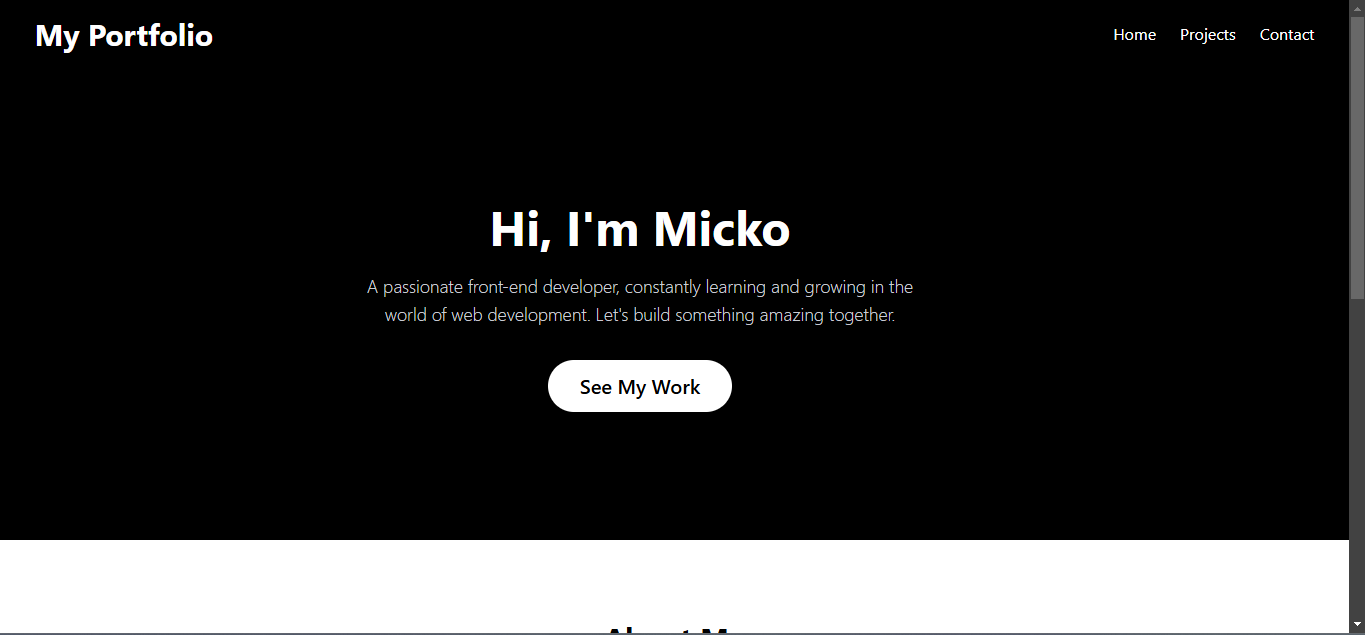 My Portfolio
Home Projects Contact
Hi, I'm Micko
A passionate front-end developer, constantly learning and growing in the
world of web development. Let's build something amazing together.
See My Work
About M